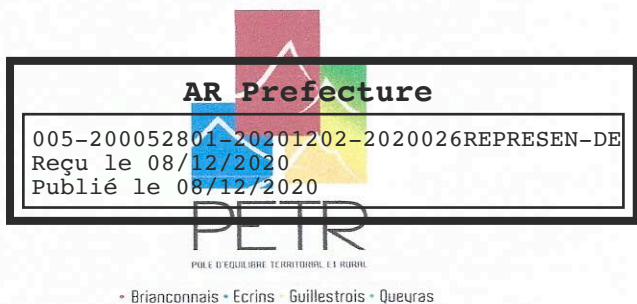 AR Prefecture
005-200052801-20201202-2020026REPRESEN-DE
Reçu le 08/12/2020
Publié le 08/12/2020
PETR
POLE D'EQUILIBRE TERRITORIAL ET RURAL
• Briançonnais • Ecrins • Guillestrois • Queyras